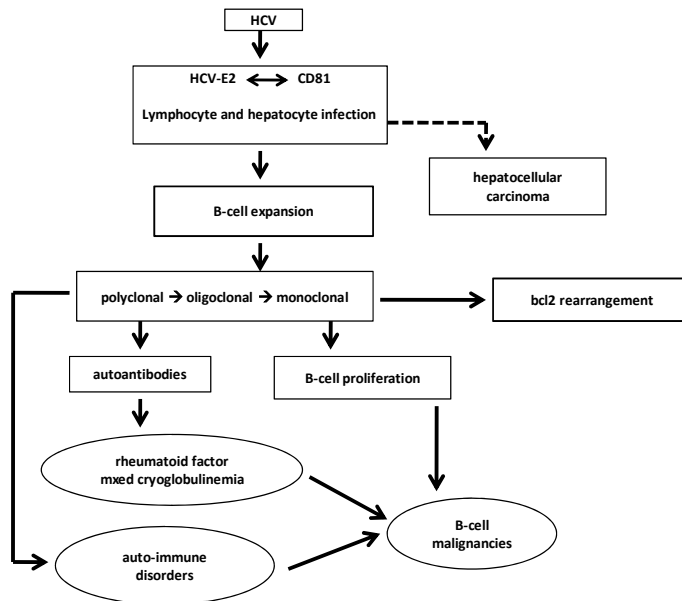 HCV
HCV-E2 CD81
Lymphocyte and hepatocyte infection
hepatocellular
carcinoma
B-cell expansion
polyclonal → oligoclonal → monoclonal
bcl2 rearrangement
autoantibodies
B-cell proliferation
rheumatoid factor
mxed cryoglobulinemia
B-cell
malignancies
auto-immune
disorders